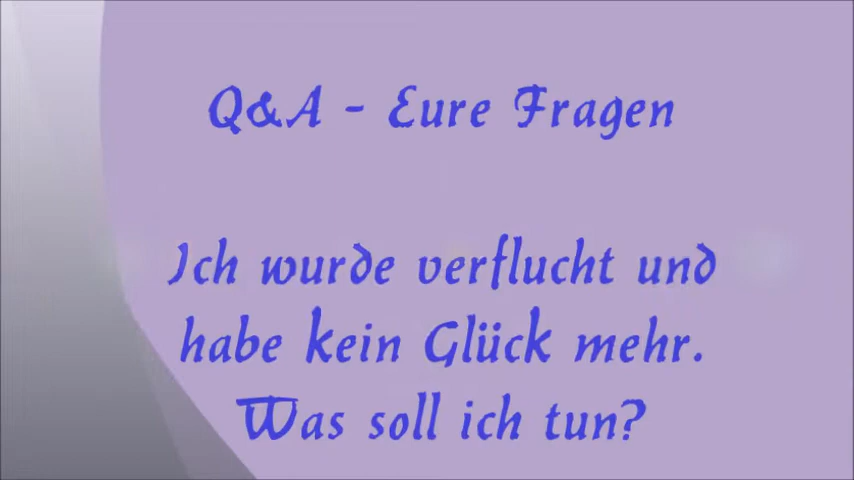 Q&A - Eure Fragen
Ich wurde verflucht und
habe kein Glück mehr.
Was soll ich tun?